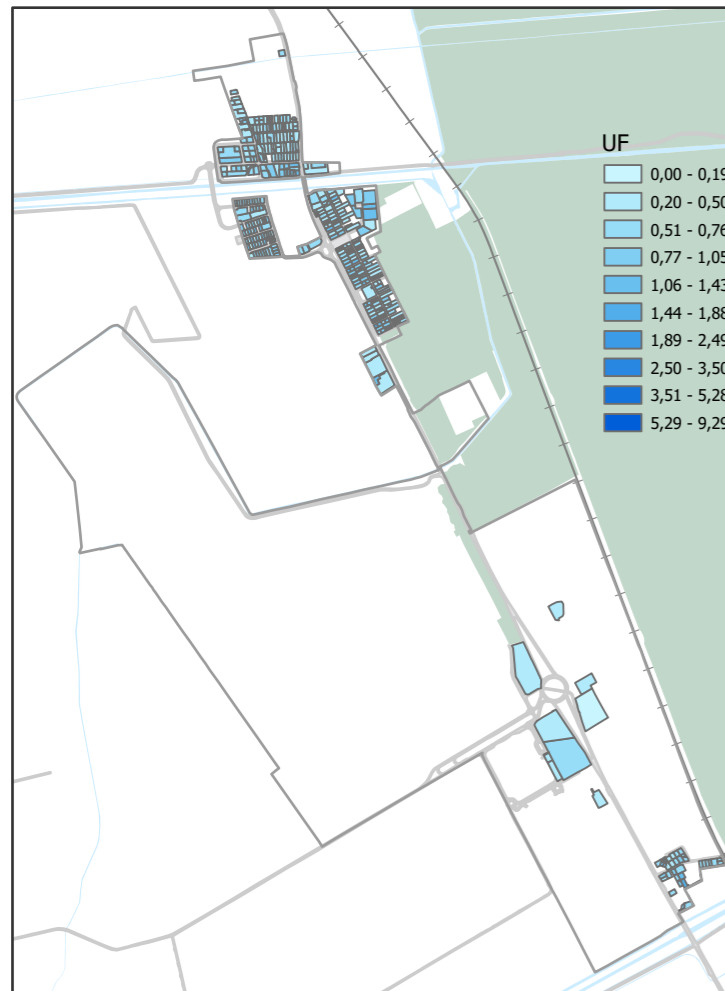 UF
0,00 - 0,19
0,20 - 0,50
0,51 - 0,76
0,77 - 1,05
1,06 - 1,43
1,44 - 1,88
1,89 - 2,49
2,50 - 3,50
3,51 - 5,28
5,29 - 9,29